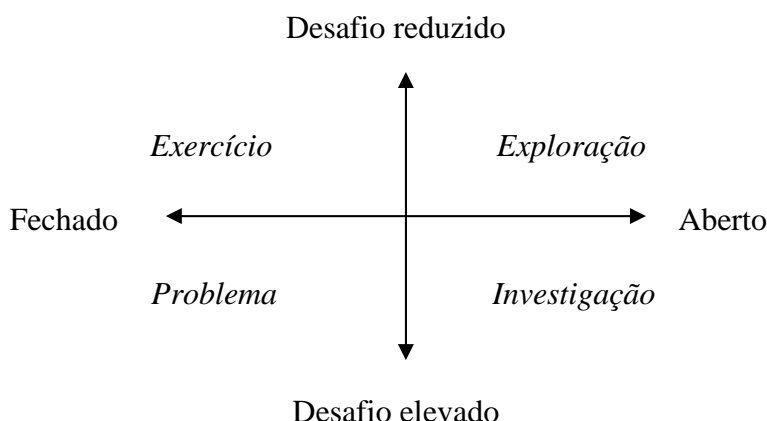 Desafio reduzido
Exercício Exploração
Fechado Aberto
Problema Investigação
Desafio elevado